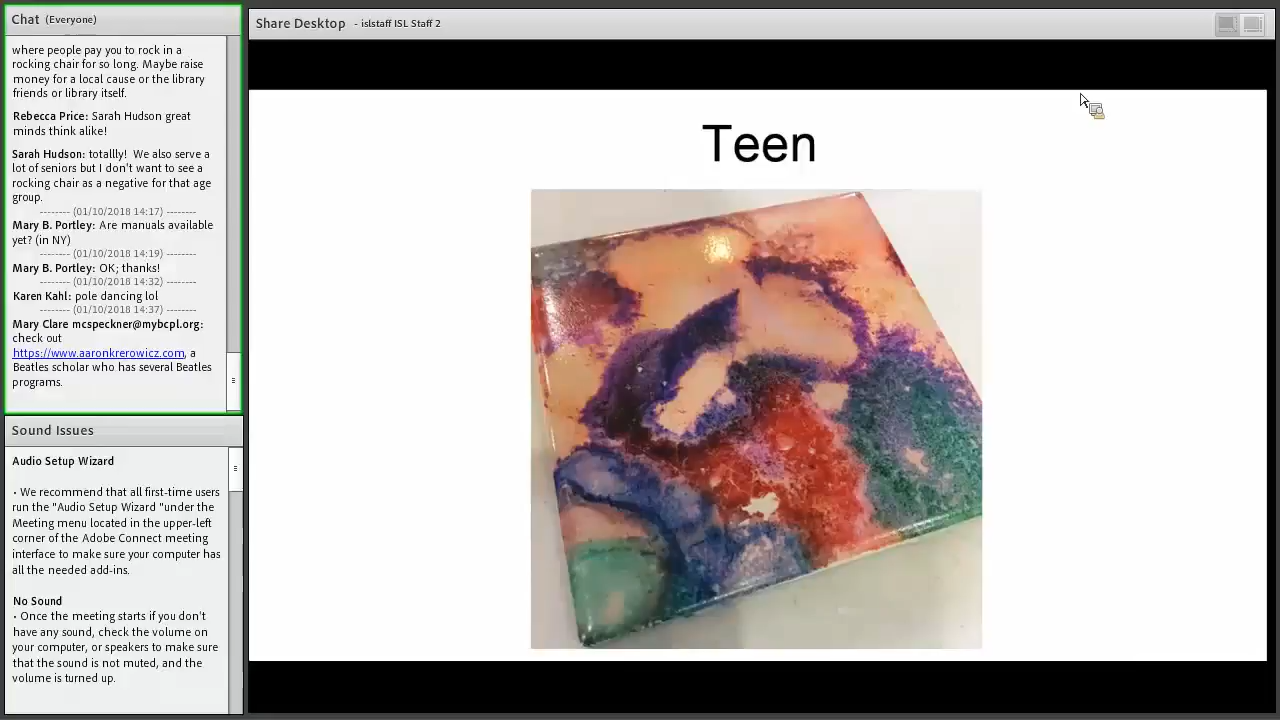 Chat (Everyone)
where people pay you to rock in a
rocking chair for so long. Maybe raise
money for a local cause or the library
friends or library itself.
Rebecca Price: Sarah Hudson great
minds think alike!
Saraf Hudson: totallly! We also serve a
lot of seniors but I don't want to see a
rocking chair as a negative for that age
group.
-------- (01/10/2018 14:17) --------
Mary B. Portley: Are manuals available
yet? (in NY)
-------- (01/10/2018 14:19) --------
Mary B. Portley: OK; thanks!
-------- (01/10/2018 14:32) --------
Karen Kahl: pole dancing lol
-------- (01/10/2018 14:37) --------
Mary Clare mcspeckner@mybcpl.org:
check out
https://www.aaronkrerowicz.com, a
Beatles scholar who has several Beatles
programs.
Sound Issues
Audio Setup Wizard
• We recommend that all first-time users
run the "Audio Setup Wizard "under the
Meeting menu located in the upper-left
corner of the Adobe Connect meeting
interface to make sure your computer has
all the needed add-ins.
No Sound
• Once the meeting starts if you don't
have any sound, check the volume on
your computer, or speakers to make sure
that the sound is not muted, and the
volume is turned up.
Share Desktop - islstaff ISL Staff 2
Teen